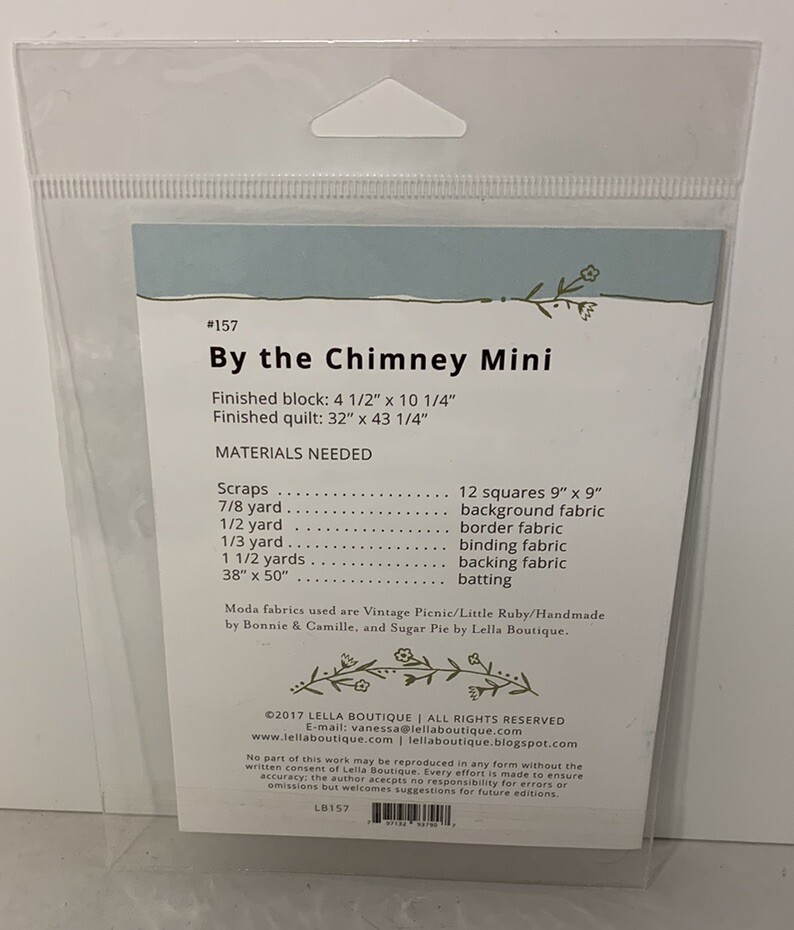 #157
By the Chimney Mini
Finished block: 4 1/2" x 10 1/4"
Finished quilt: 32" x 43 1/4"
MATERIALS NEEDED
Scraps . . . . . . . . . . . . . . . . . . . 12 squares 9" x 9"
7/8 yard . . . . . . . . . . . . . . . . . . background fabric
1/2 yard . . . . . . . . . . . . . . . . . border fabric
1/3 yard . . . . . . . . . . . . . . . . . . binding fabric
1 1/2 yards . . . . . . . . . . . . . . . backing fabric
38" x 50" . . . . . . . . . . . . . . . . . batting
Moda fabrics used are Vintage Picnic/Little Ruby/Handmade
by Bonnie & Camille, and Sugar Pie by Lella Boutique.
©2017 LELLA BOUTIQUE | ALL RIGHTS RESERVED
E-mail: vanessa@lellaboutique.com
www.lellaboutique.com | lellaboutique.blogspot.com
No part of this work may be reproduced in any form without the
written consent of Lella Boutique. Every effort is made to ensure
accuracy; the author acecpts no responsibility for errors or
omissions but welcomes suggestions for future editions.
LB157
7 97132 93790 7